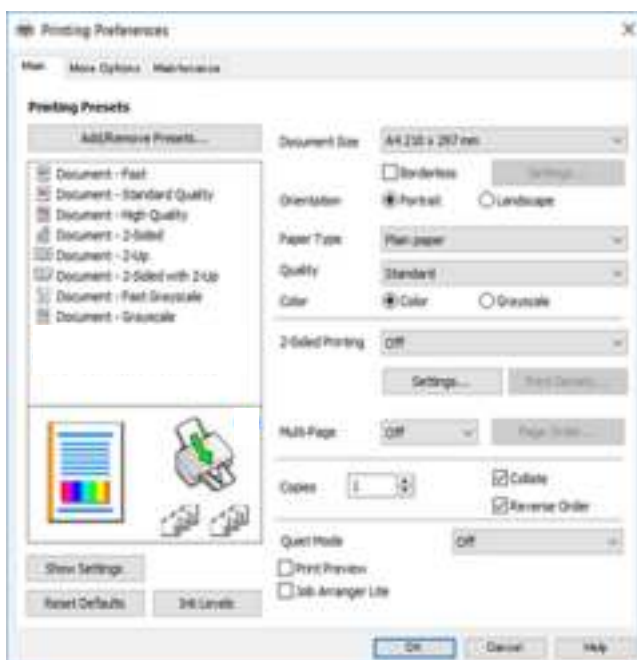 Printing Preferences
Main
More Options
Maintenance
Printing Presets
Add/Remove Presets...
Document - Fast
Document - Standard Quality
Document - High Quality
Document - 2-Sided
Document - 2-Up
Document - 2-Sided with 2-Up
Document - Fast Grayscale
Document - Grayscale
Show Settings
Reset Defaults
Ink Levels
Document Size
A4 210 x 297 mm
Borderless
Settings...
Orientation
Portrait
Landscape
Paper Type
Plain paper
Quality
Standard
Color
Color
Grayscale
2-Sided Printing
Off
Settings...
Print Density...
Multi-Page
Off
Page Order...
Copies
1
Collate
Reverse Order
Quiet Mode
Off
Print Preview
Job Arranger Lite
OK
Cancel
Help